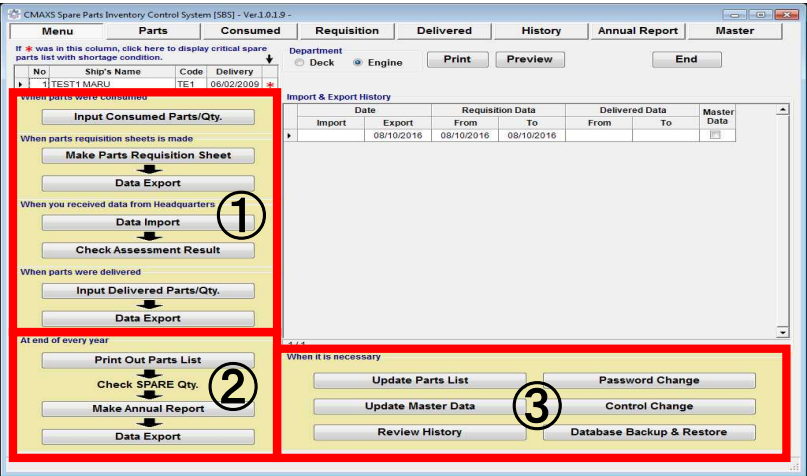 CMAXS Spare Parts Inventory Control System [SBS] - Ver.1.0.1.9 -
Menu Parts Consumed Requisition Delivered History Annual Report Master
If * was in this column, click here to display critical spare
parts list with shortage condition.
Department
Deck Engine Print Preview End
No Ship's Name Code Delivery
1 TEST1 MARU TE1 06/02/2009 *
When parts were consumed
Input Consumed Parts/Qty.
When parts requisition sheets is made
Make Parts Requisition Sheet
Data Export
When you received data from Headquarters
①
Data Import
Check Assessment Result
When parts were delivered
Input Delivered Parts/Qty.
Data Export
Import & Export History
Date Requisition Data Delivered Data Master
Import Export From To From To Data
08/10/2016 08/10/2016 08/10/2016
1/1
At end of every year
Print Out Parts List
Check SPARE Qty.
②
Make Annual Report
Data Export
When it is necessary
Update Parts List Password Change
Update Master Data ③ Control Change
Review History Database Backup & Restore